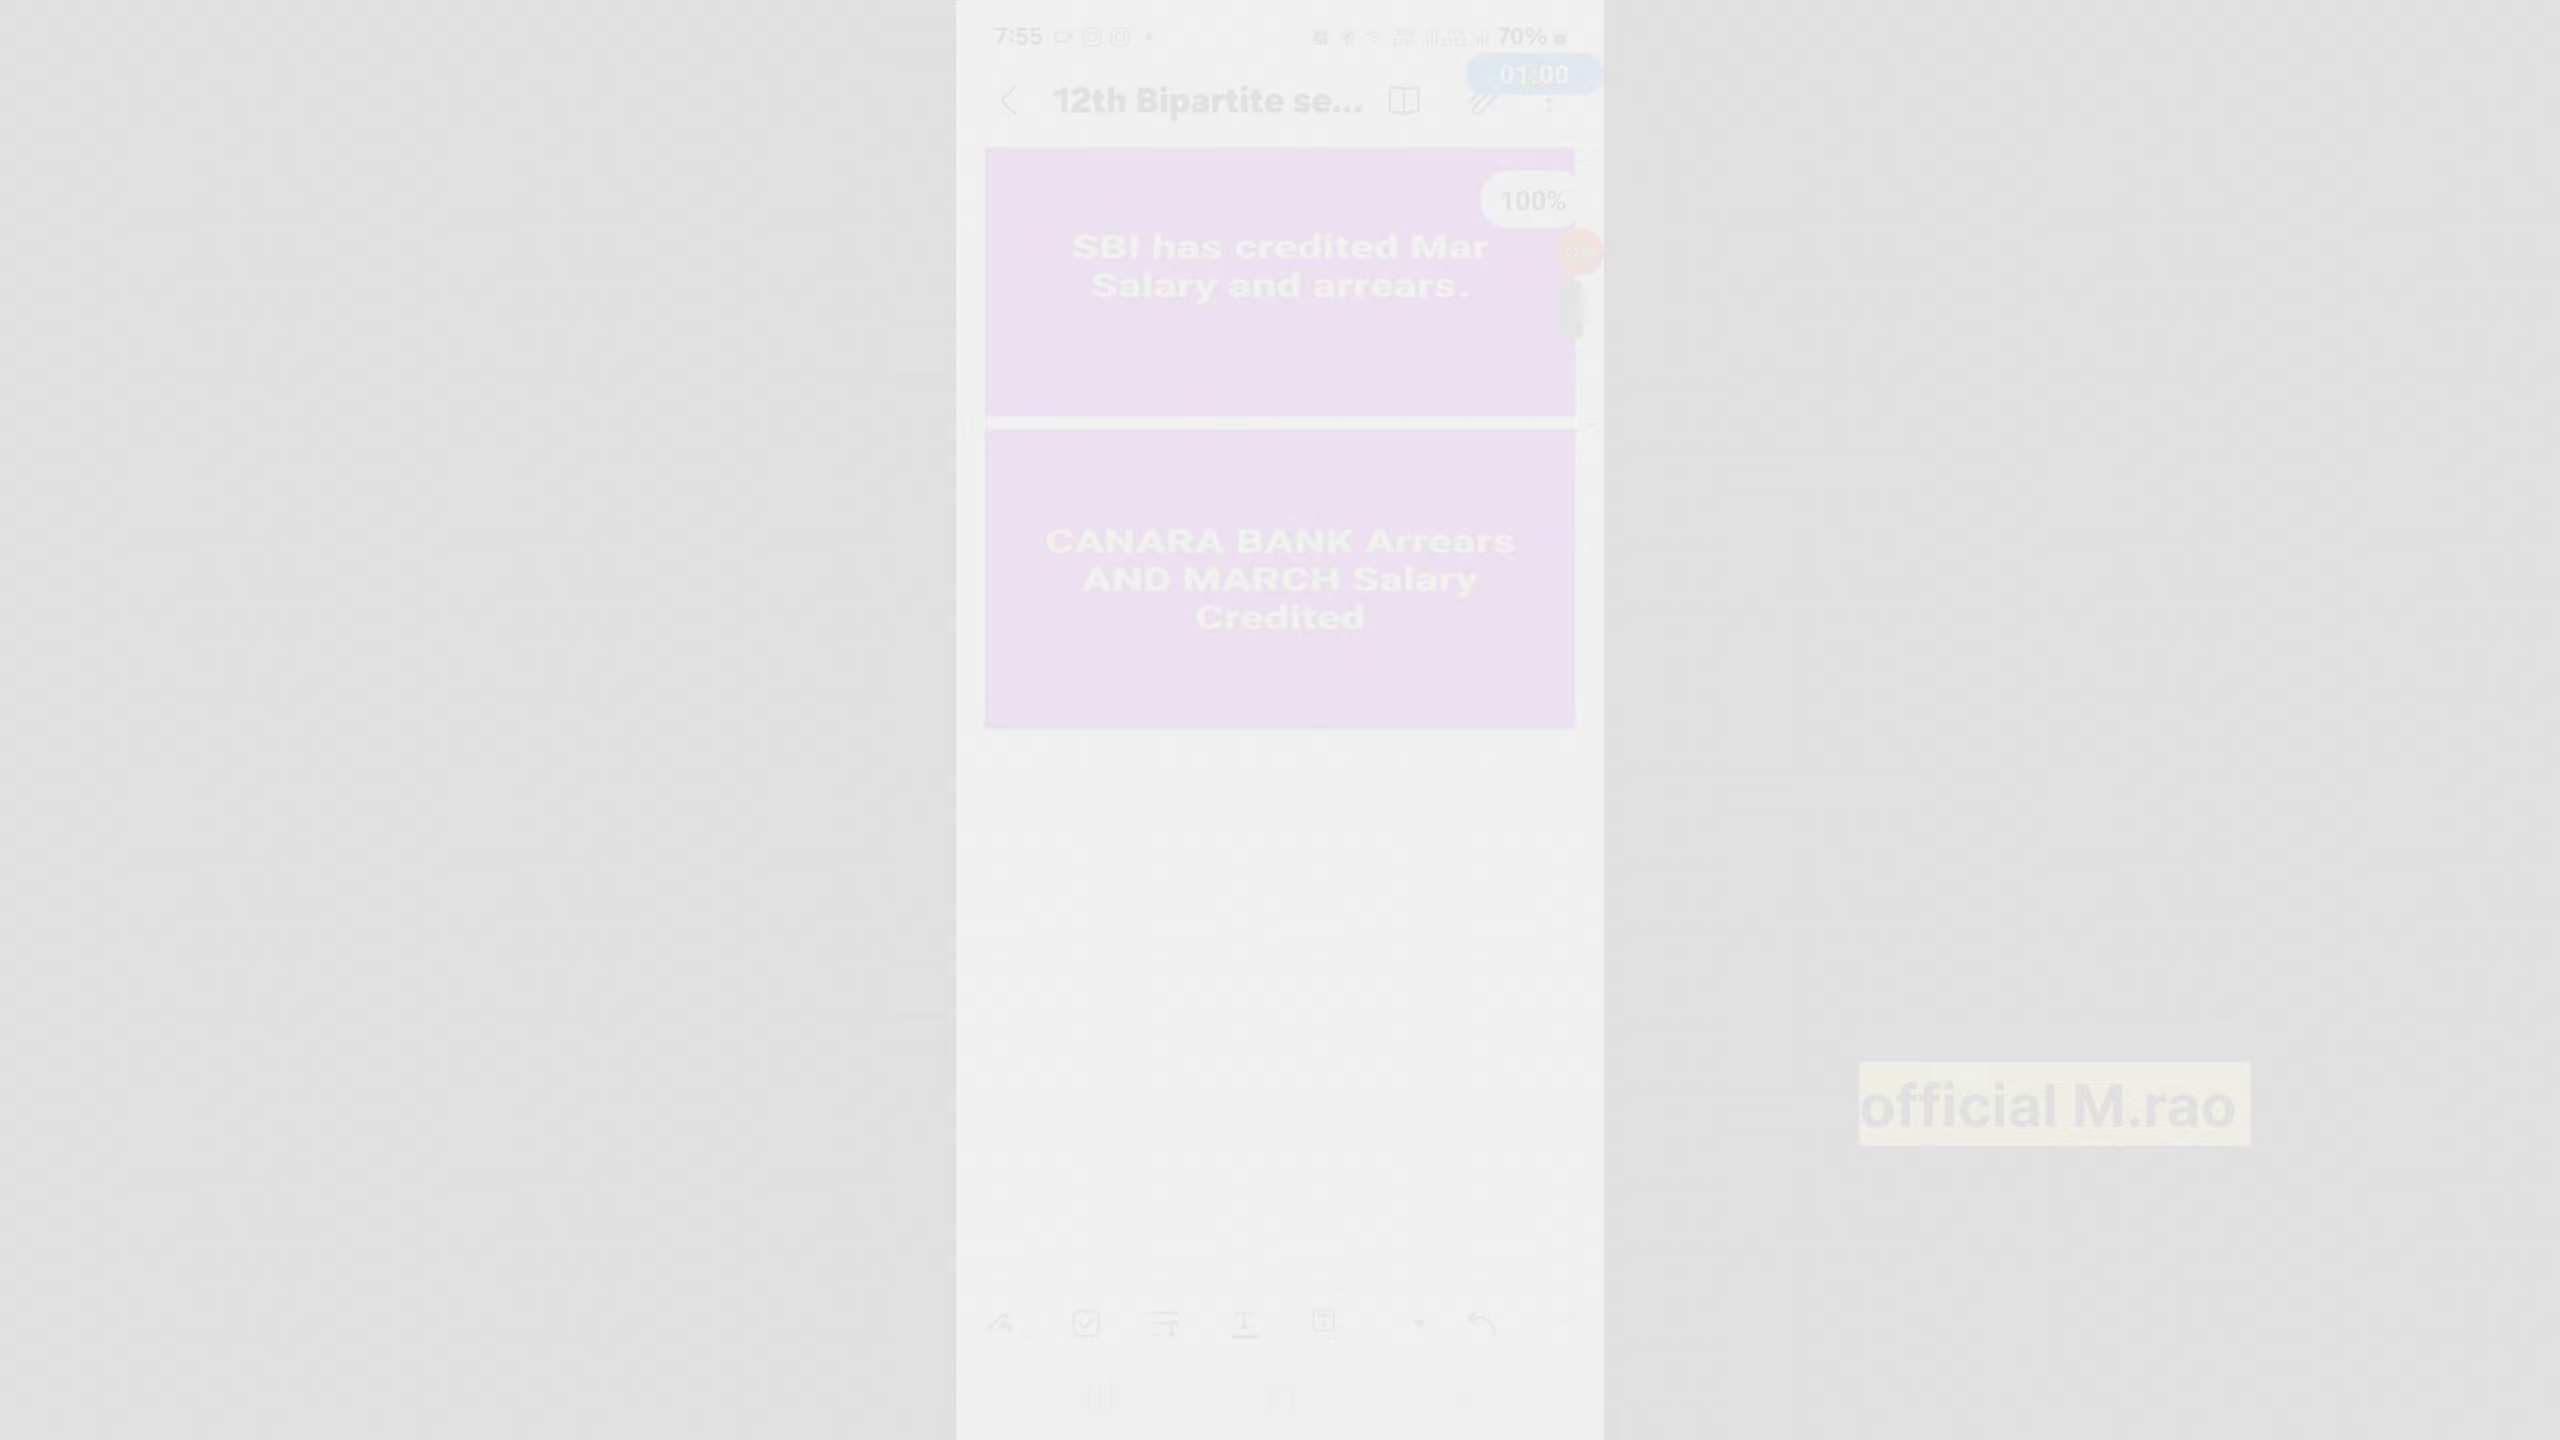 7:55
70%
01:00
12th Bipartite se...
100%
SBI has credited Mar
Salary and arrears.
CANARA BANK Arrears
AND MARCH Salary
Credited
official M.rao